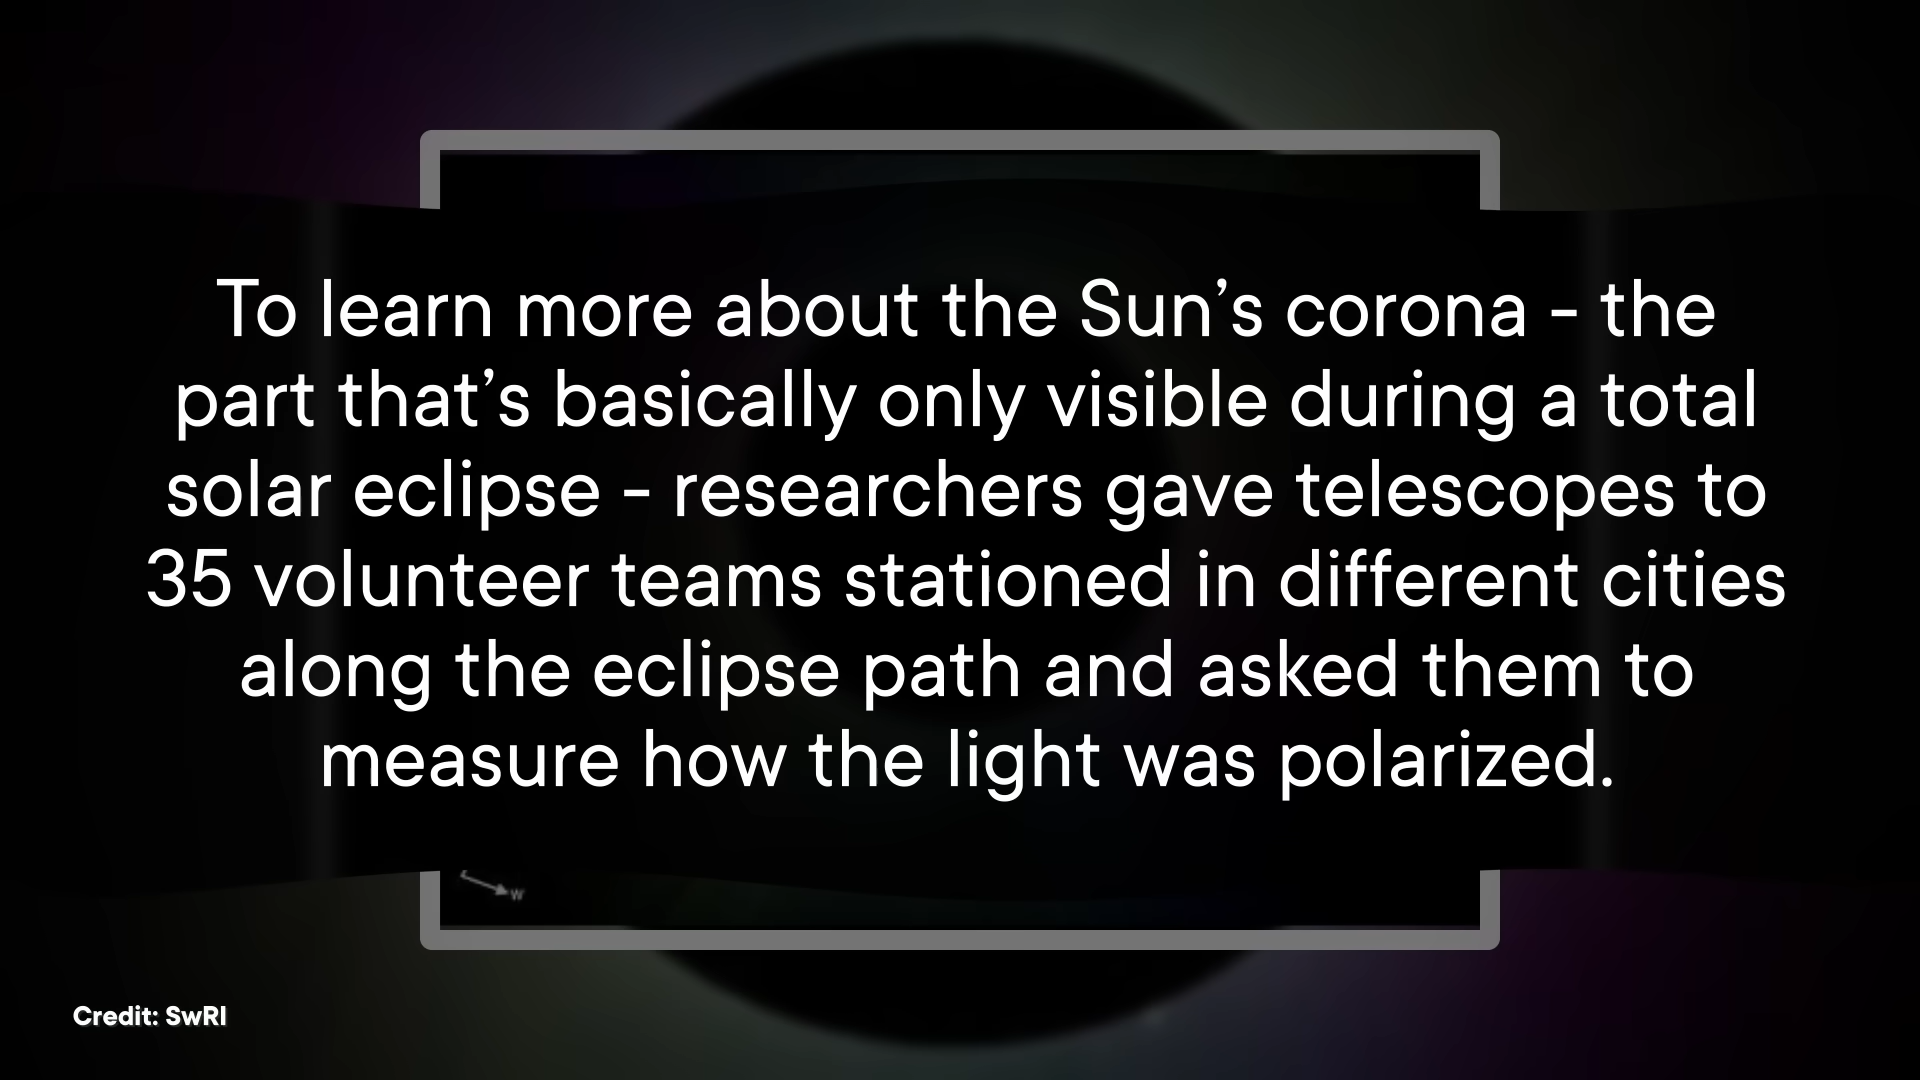 To learn more about the Sun’s corona - the
part that’s basically only visible during a total
solar eclipse - researchers gave telescopes to
35 volunteer teams stationed in different cities
along the eclipse path and asked them to
measure how the light was polarized.
W
Credit: SwRI